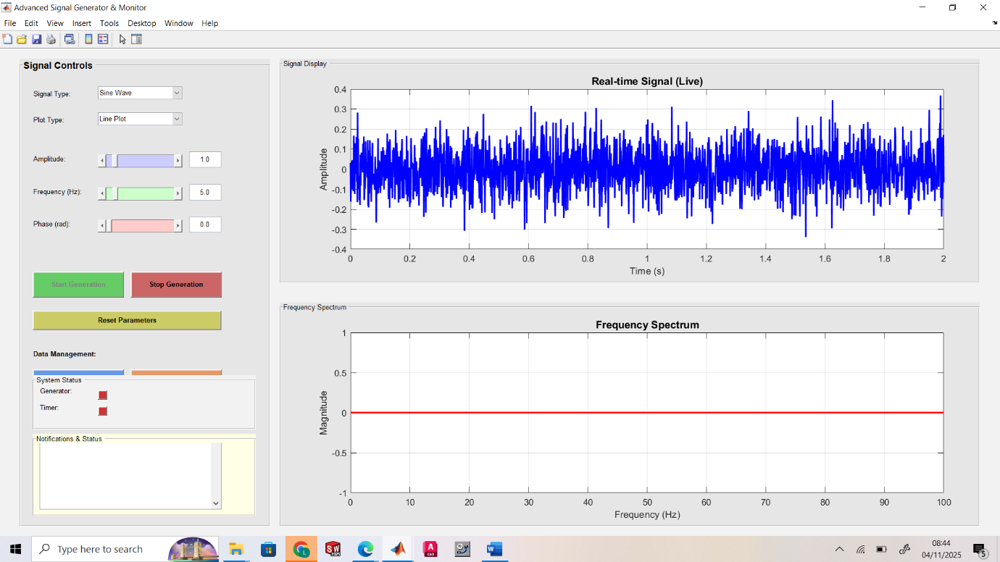 Advanced Signal Generator & Monitor
File Edit View Insert Tools Desktop Window Help
Signal Controls
Signal Type: Sine Wave
Plot Type: Line Plot
Amplitude: 1.0
Frequency (Hz): 5.0
Phase (rad): 0.0
Start Generation Stop Generation
Reset Parameters
Data Management:
System Status
Generator:
Timer:
Notifications & Status
Signal Display
Real-time Signal (Live)
0.4
0.3
0.2
0.1
0
-0.1
-0.2
-0.3
-0.4
Amplitude
0 0.2 0.4 0.6 0.8 1 1.2 1.4 1.6 1.8 2
Time (s)
Frequency Spectrum
Frequency Spectrum
1
0.5
0
-0.5
-1
Magnitude
0 10 20 30 40 50 60 70 80 90 100
Frequency (Hz)
Type here to search
L
SW
A
CAD
W
08:44
04/11/2025
5